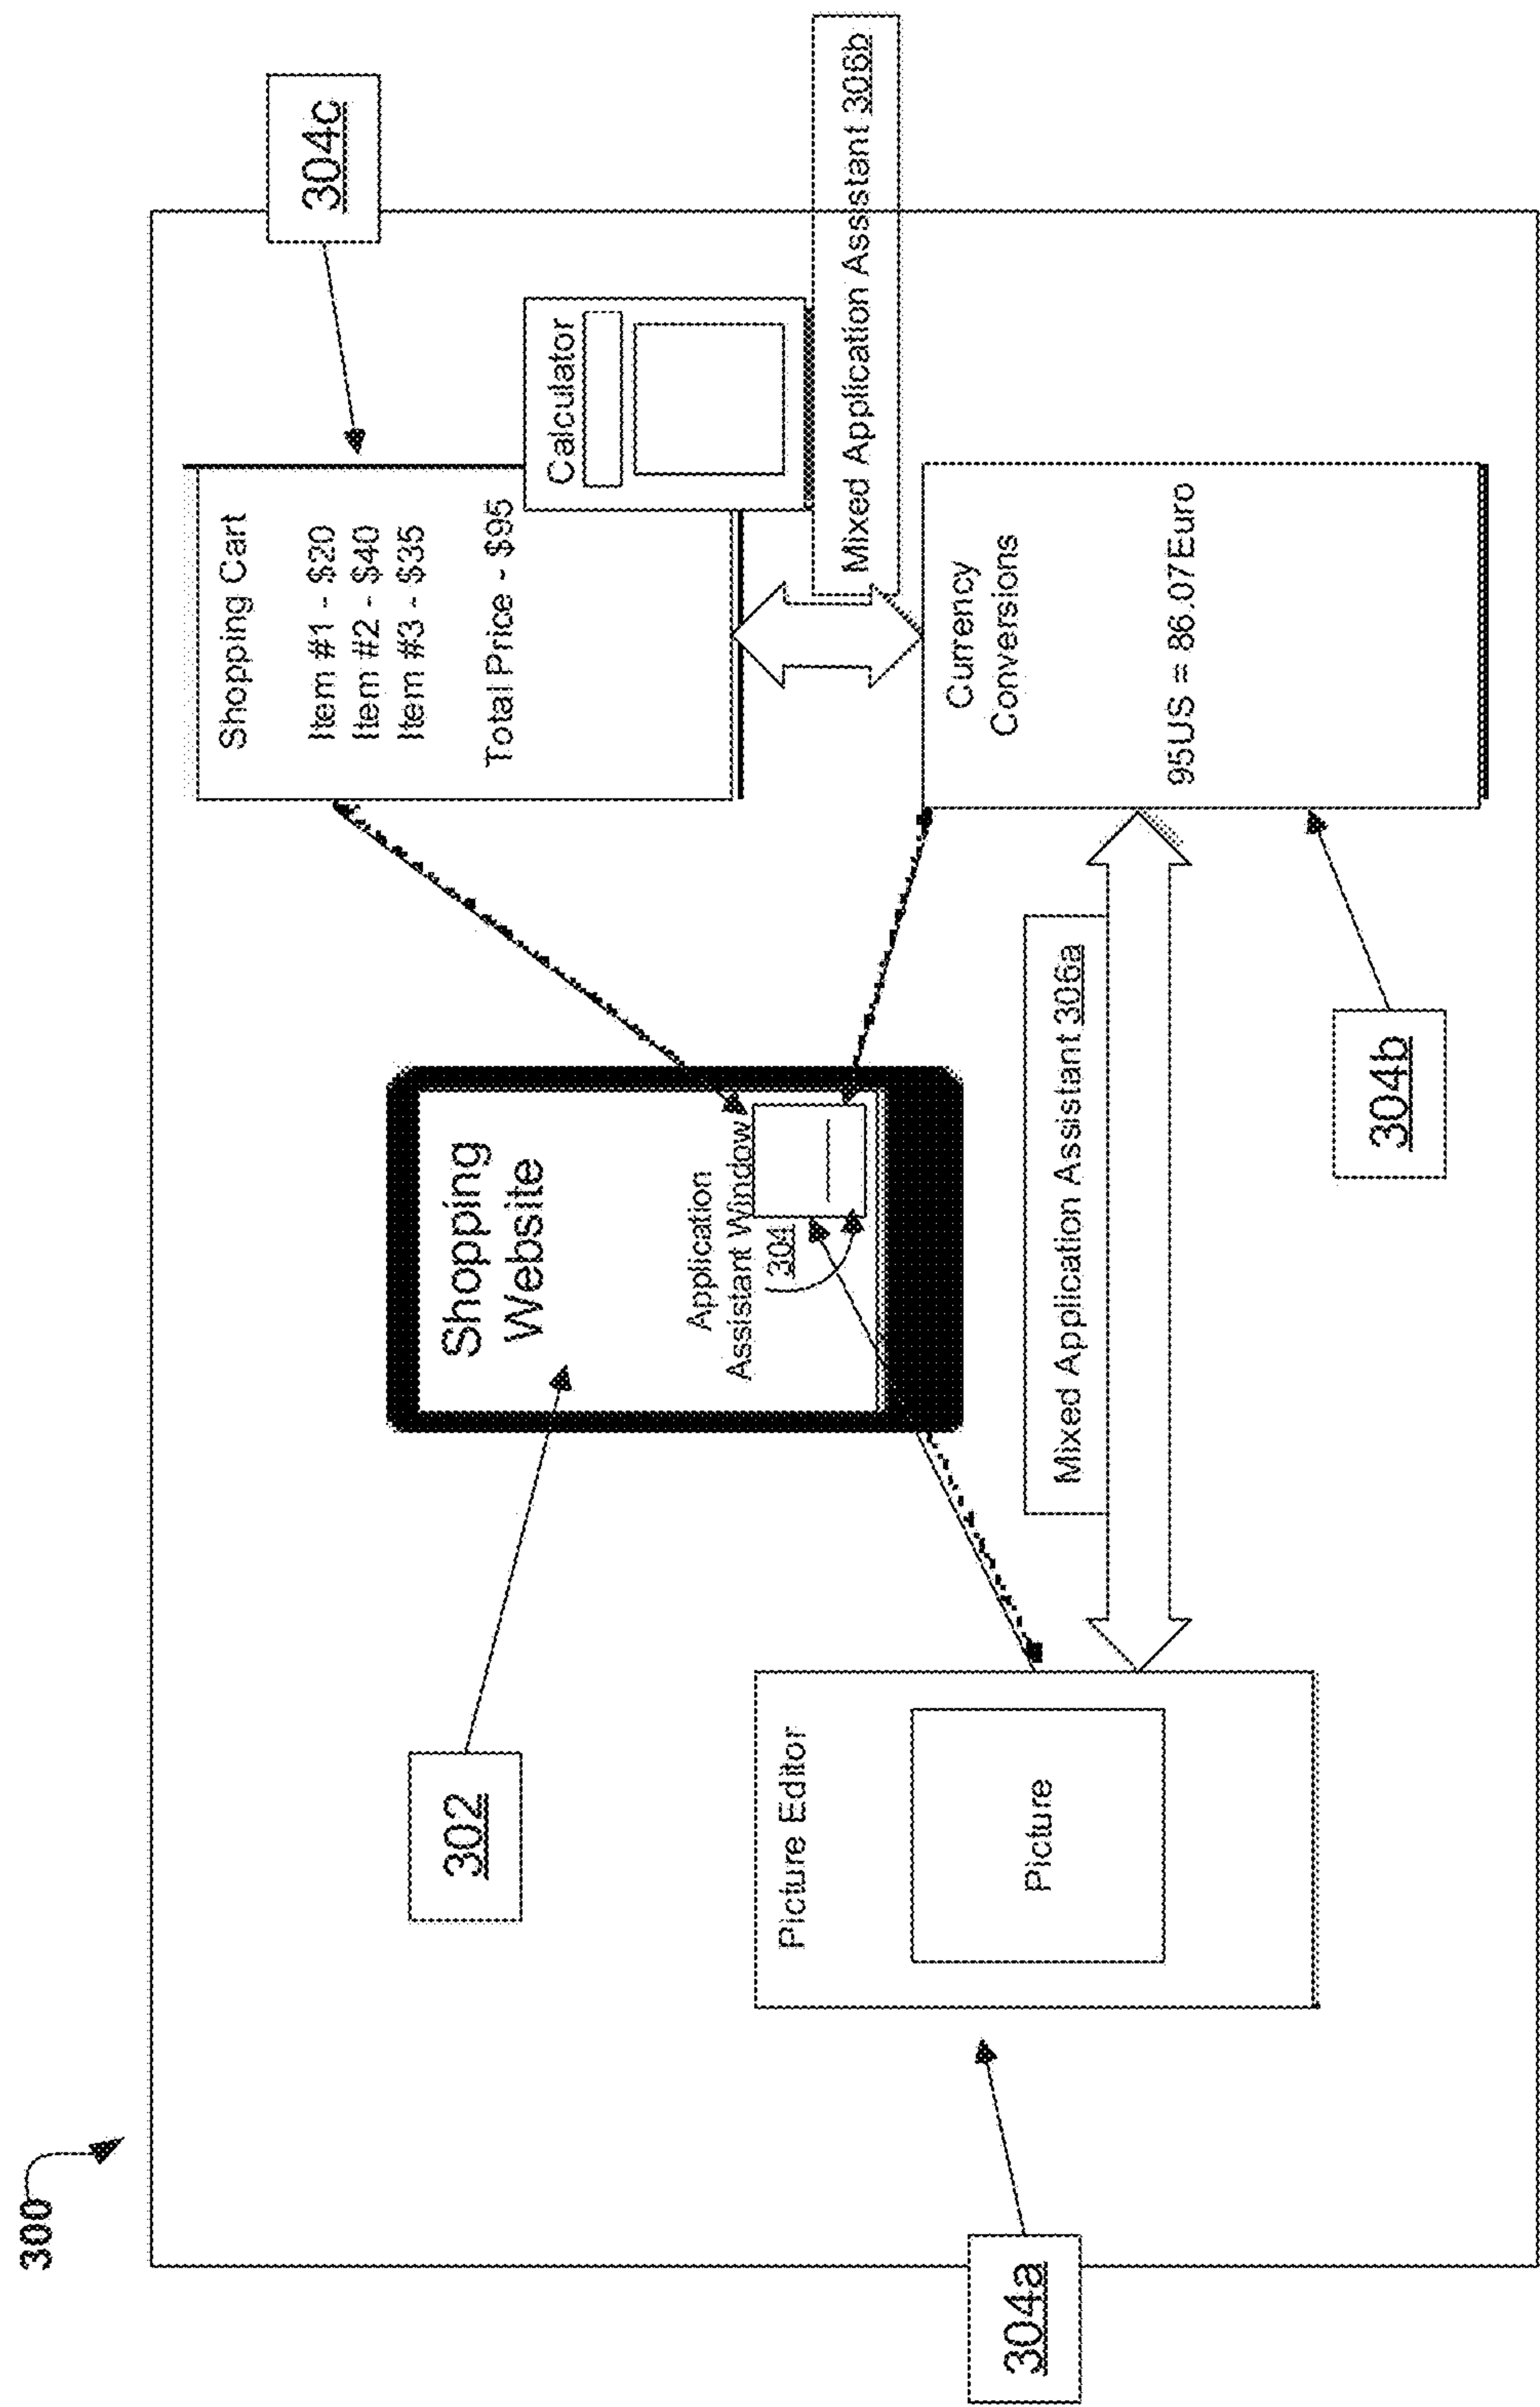 300
302
Shopping
Website
Application
Assistant Window
304
304c
Shopping Cart
Item #1 - $20
Item #2 - $40
Item #3 - $35
Total Price - $95
Calculator
Mixed Application Assistant 306b
304a
Picture Editor
Picture
Mixed Application Assistant 306a
Currency
Conversions
95US = 86.07Euro
304b